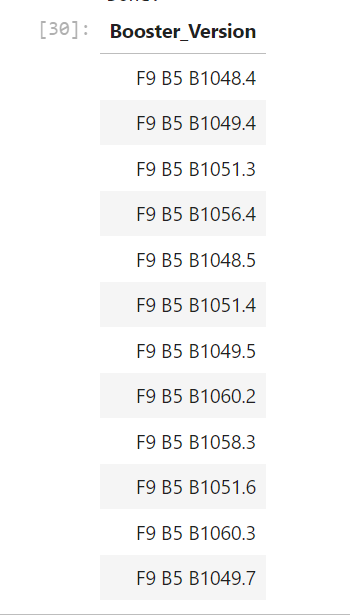 [30]:
Booster_Version
F9 B5 B1048.4
F9 B5 B1049.4
F9 B5 B1051.3
F9 B5 B1056.4
F9 B5 B1048.5
F9 B5 B1051.4
F9 B5 B1049.5
F9 B5 B1060.2
F9 B5 B1058.3
F9 B5 B1051.6
F9 B5 B1060.3
F9 B5 B1049.7